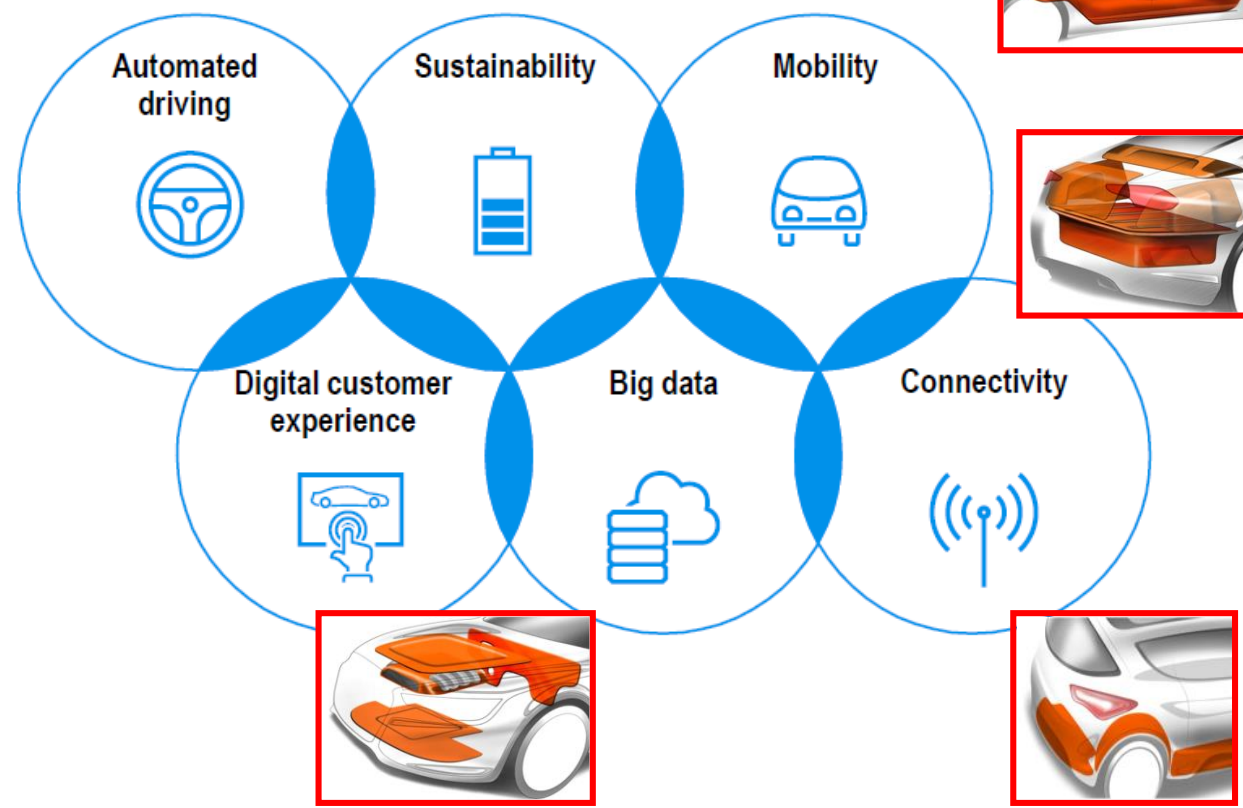 Automated
driving
Sustainability
Mobility
Digital customer
experience
Big data
Connectivity